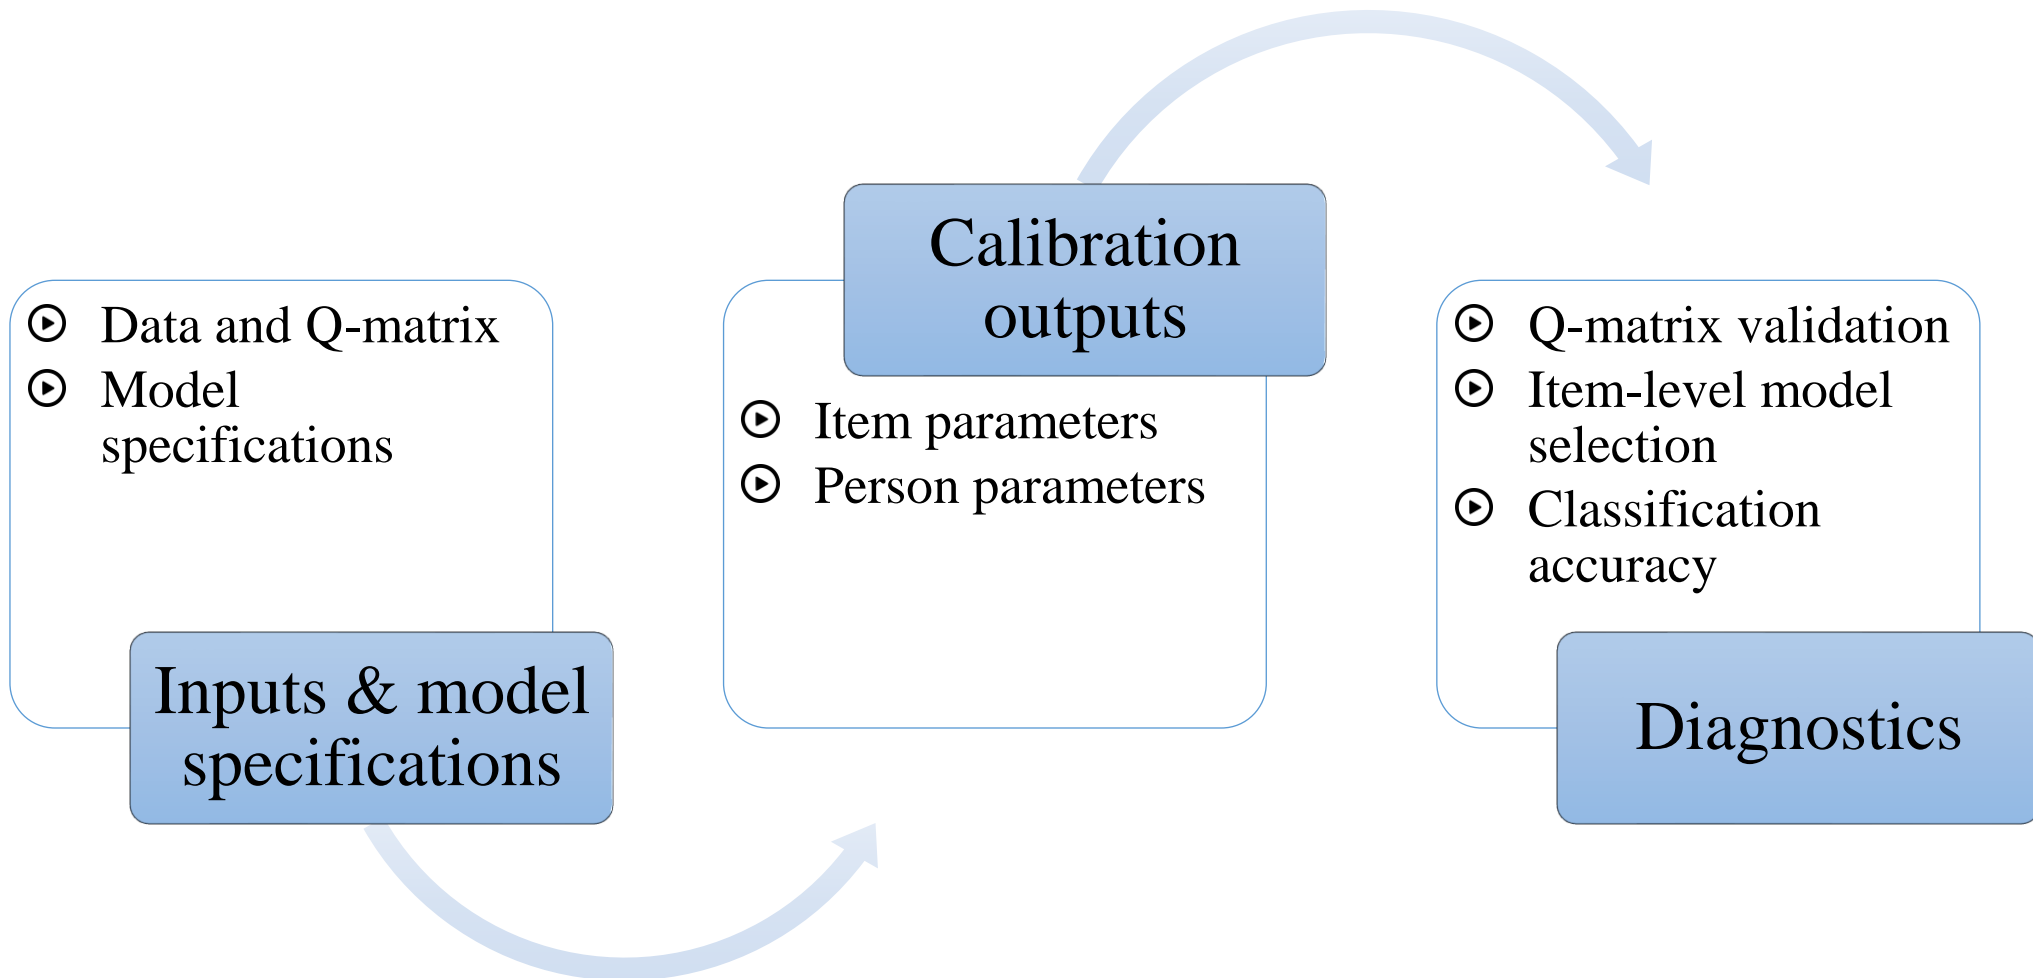 Data and Q-matrix
Model
specifications
Inputs & model
specifications
Calibration
outputs
Item parameters
Person parameters
Q-matrix validation
Item-level model
selection
Classification
accuracy
Diagnostics